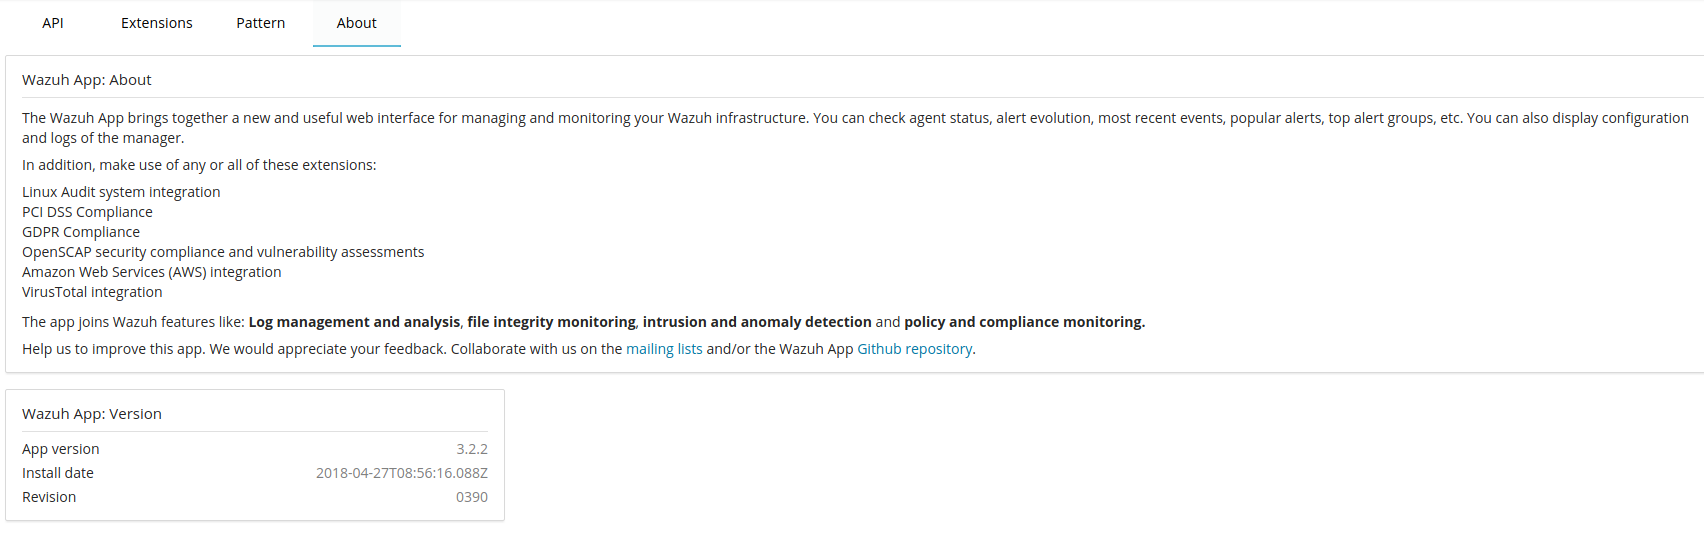 API Extensions Pattern About
Wazuh App: About
The Wazuh App brings together a new and useful web interface for managing and monitoring your Wazuh infrastructure. You can check agent status, alert evolution, most recent events, popular alerts, top alert groups, etc. You can also display configuration
and logs of the manager.
In addition, make use of any or all of these extensions:
Linux Audit system integration
PCI DSS Compliance
GDPR Compliance
OpenSCAP security compliance and vulnerability assessments
Amazon Web Services (AWS) integration
VirusTotal integration
The app joins Wazuh features like: Log management and analysis, file integrity monitoring, intrusion and anomaly detection and policy and compliance monitoring.
Help us to improve this app. We would appreciate your feedback. Collaborate with us on the mailing lists and/or the Wazuh App Github repository.
Wazuh App: Version
App version 3.2.2
Install date 2018-04-27T08:56:16.088Z
Revision 0390